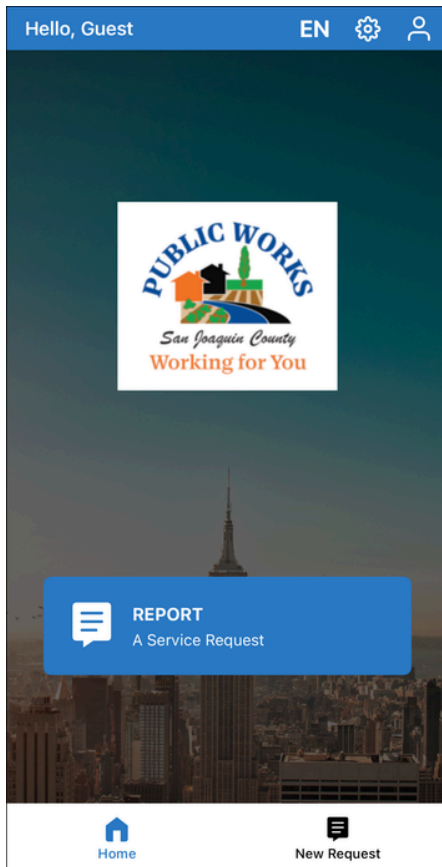 Hello, Guest EN
PUBLIC WORKS
San Joaquin County
Working for You
REPORT
A Service Request
Home New Request